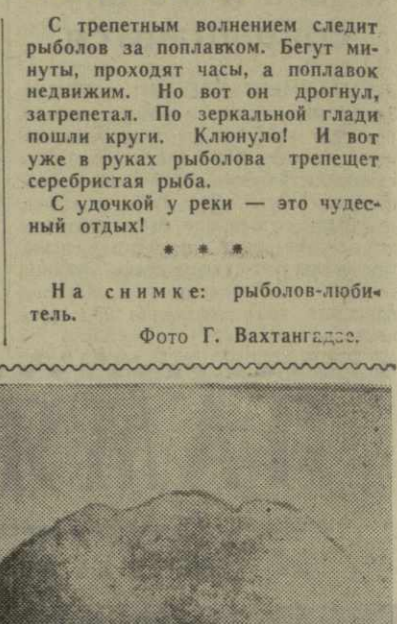 С трепетным волнением следит
рыболов за поплавком. Бегут ми-
нуты, проходят часы, а поплавок
недвижим. Но вот он дрогнул,
затрепетал. По зеркальной глади
пошли круги. Клюнуло! И вот
уже в руках рыболова трепещет
серебристая рыба.
С удочкой у реки — это чудес-
ный отдых!
* * *
На снимке: рыболов-люби-
тель.
Фото Г. Вахтангадзе.